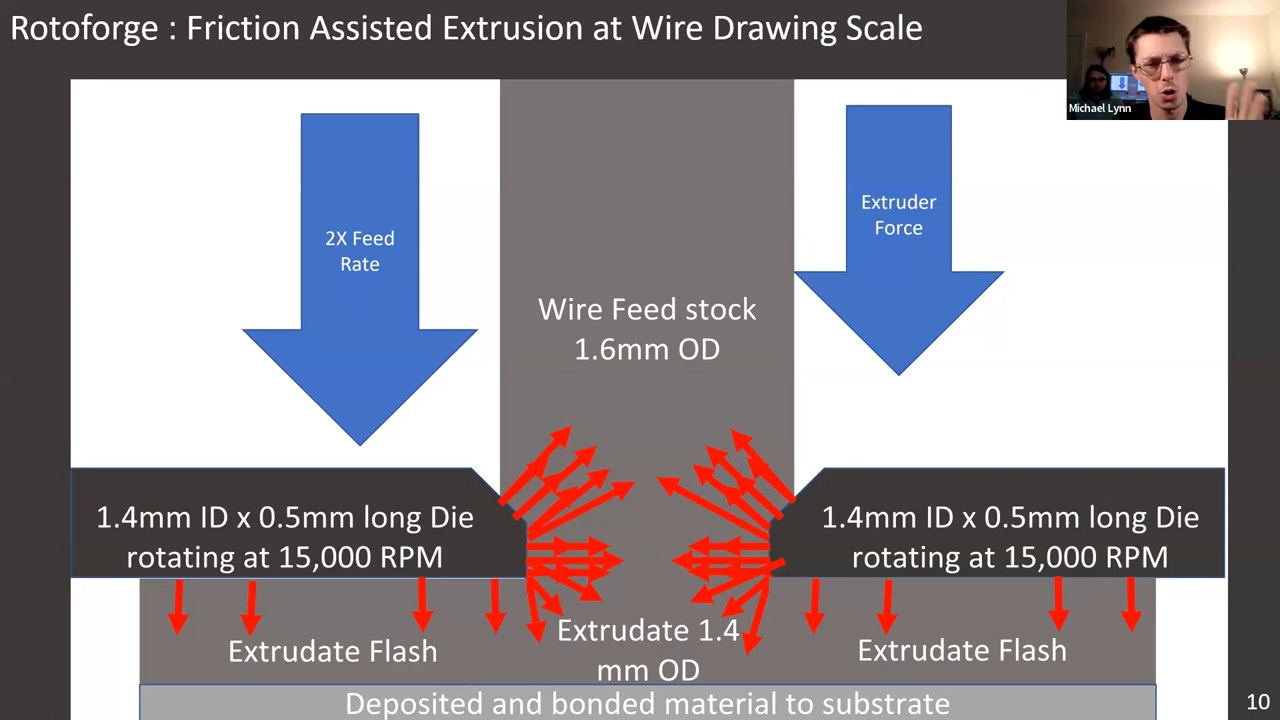 Rotoforge : Friction Assisted Extrusion at Wire Drawing Scale
Michael Lynn
2X Feed
Rate
Extruder
Force
Wire Feed stock
1.6mm OD
1.4mm ID x 0.5mm long Die
rotating at 15,000 RPM
1.4mm ID x 0.5mm long Die
rotating at 15,000 RPM
Extrudate Flash
Extrudate 1.4
mm OD
Extrudate Flash
Deposited and bonded material to substrate
10